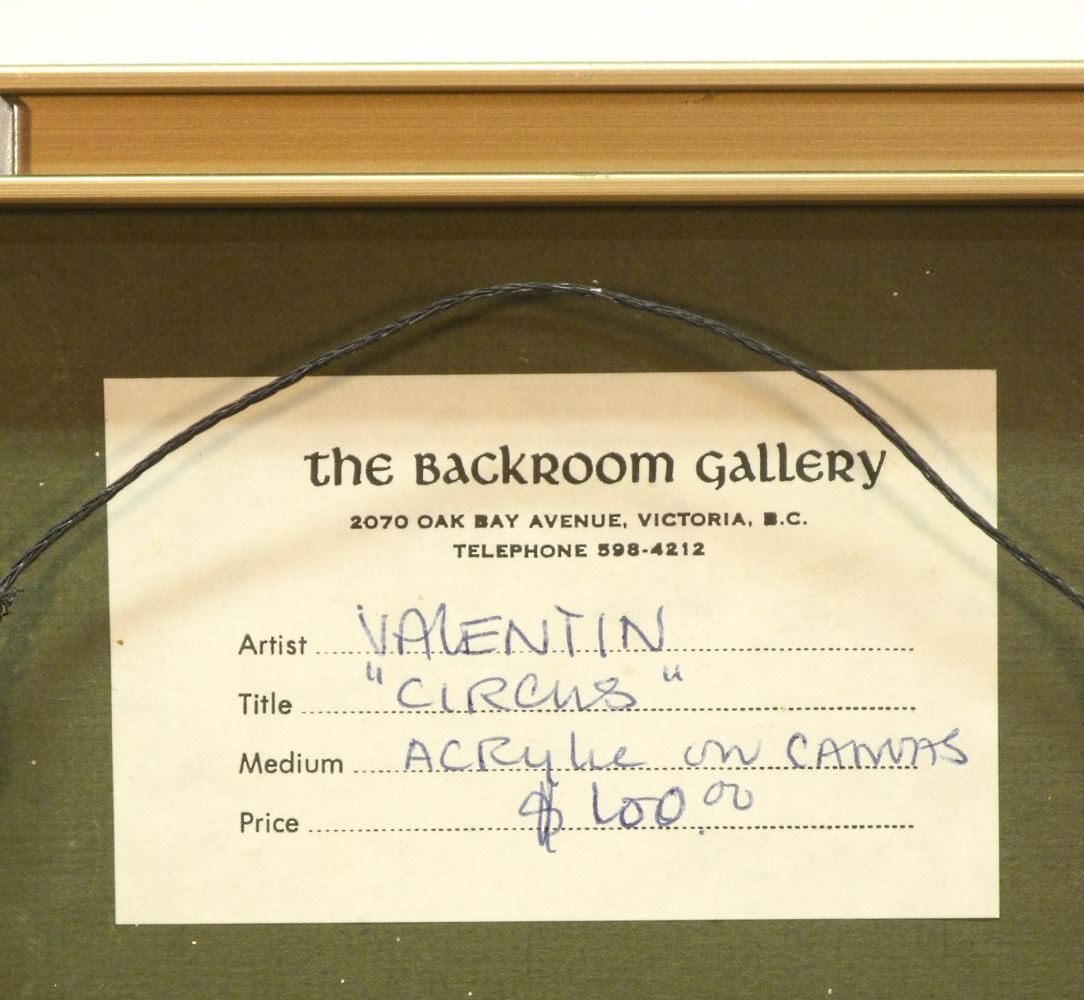 the Backroom Gallery
2070 OAK BAY AVENUE, VICTORIA, B.C.
TELEPHONE 598-4212
Artist VALENTIN
Title "CIRCUS"
Medium ACRYLIC ON CANVAS
Price $ 600.00